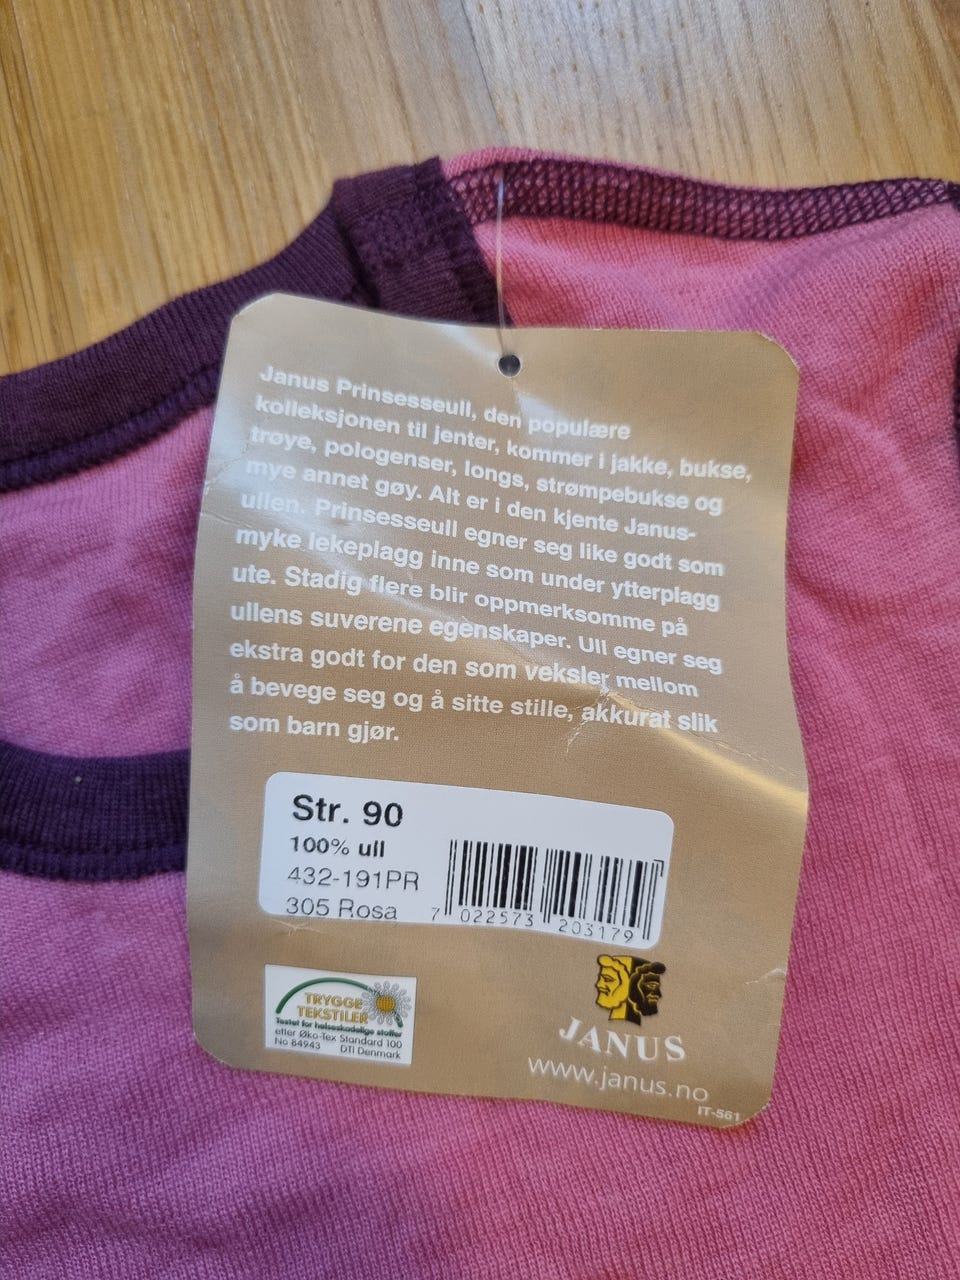 Janus Prinsesseull, den populære
kolleksjonen til jenter, kommer i jakke, bukse,
trøye, pologenser, longs, strømpebukse og
mye annet gøy. Alt er i den kjente Janus-
ullen. Prinsesseull egner seg like godt som
myke lekeplagg inne som under ytterplagg
ute. Stadig flere blir oppmerksomme på
ullens suverene egenskaper. Ull egner seg
ekstra godt for den som veksler mellom
å bevege seg og å sitte stille, akkurat slik
som barn gjør.
Str. 90
100% ull
432-191PR
305 Rosa
7 022573 203179
TRYGGE
TEKSTILER
Testet for helseskadelige stoffer
etter Øko-Tex Standard 100
No 84943 DTI Denmark
JANUS
www.janus.no
IT-561